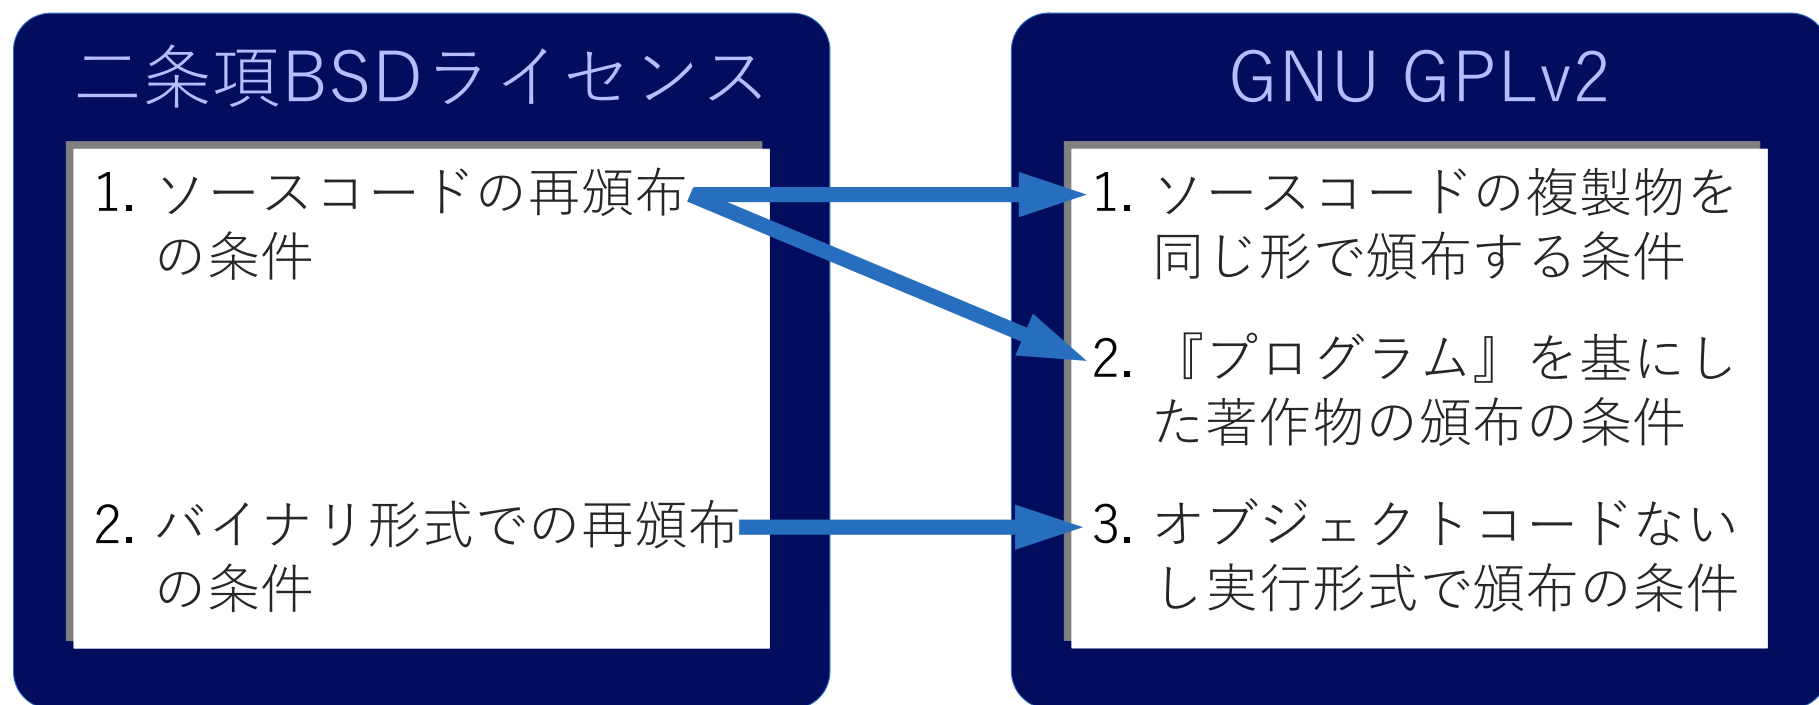 二条項BSDライセンス
1. ソースコードの再頒布
の条件
2. バイナリ形式での再頒布
の条件
GNU GPLv2
1. ソースコードの複製物を
同じ形で頒布する条件
2. 『プログラム』を基にし
た著作物の頒布の条件
3. オブジェクトコードない
し実行形式で頒布の条件